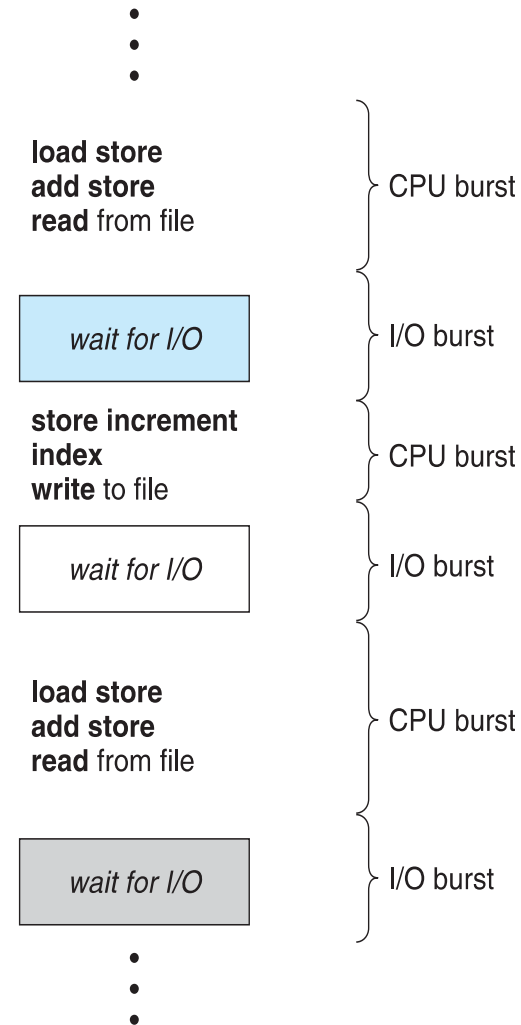 load store
add store
read from file
CPU burst
wait for I/O
I/O burst
store increment
index
write to file
CPU burst
wait for I/O
I/O burst
load store
add store
read from file
CPU burst
wait for I/O
I/O burst